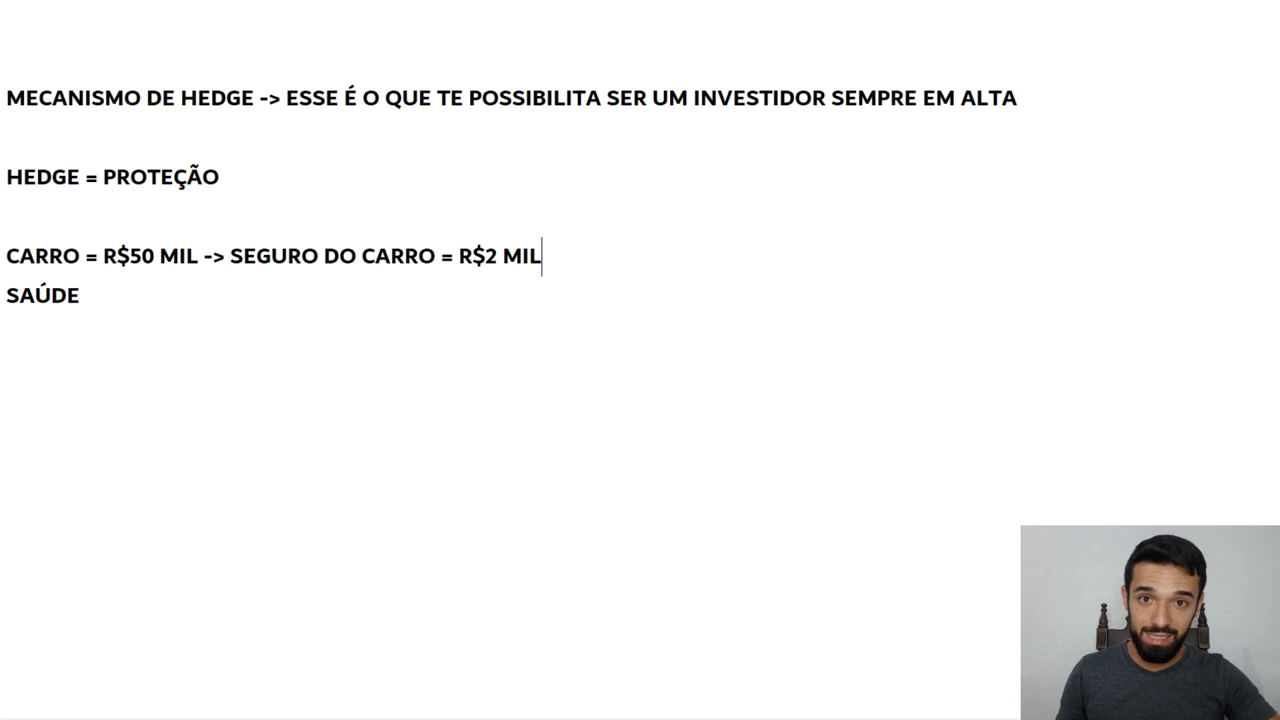 MECANISMO DE HEDGE -> ESSE É O QUE TE POSSIBILITA SER UM INVESTIDOR SEMPRE EM ALTA
HEDGE = PROTEÇÃO
CARRO = R$50 MIL -> SEGURO DO CARRO = R$2 MIL
SAÚDE